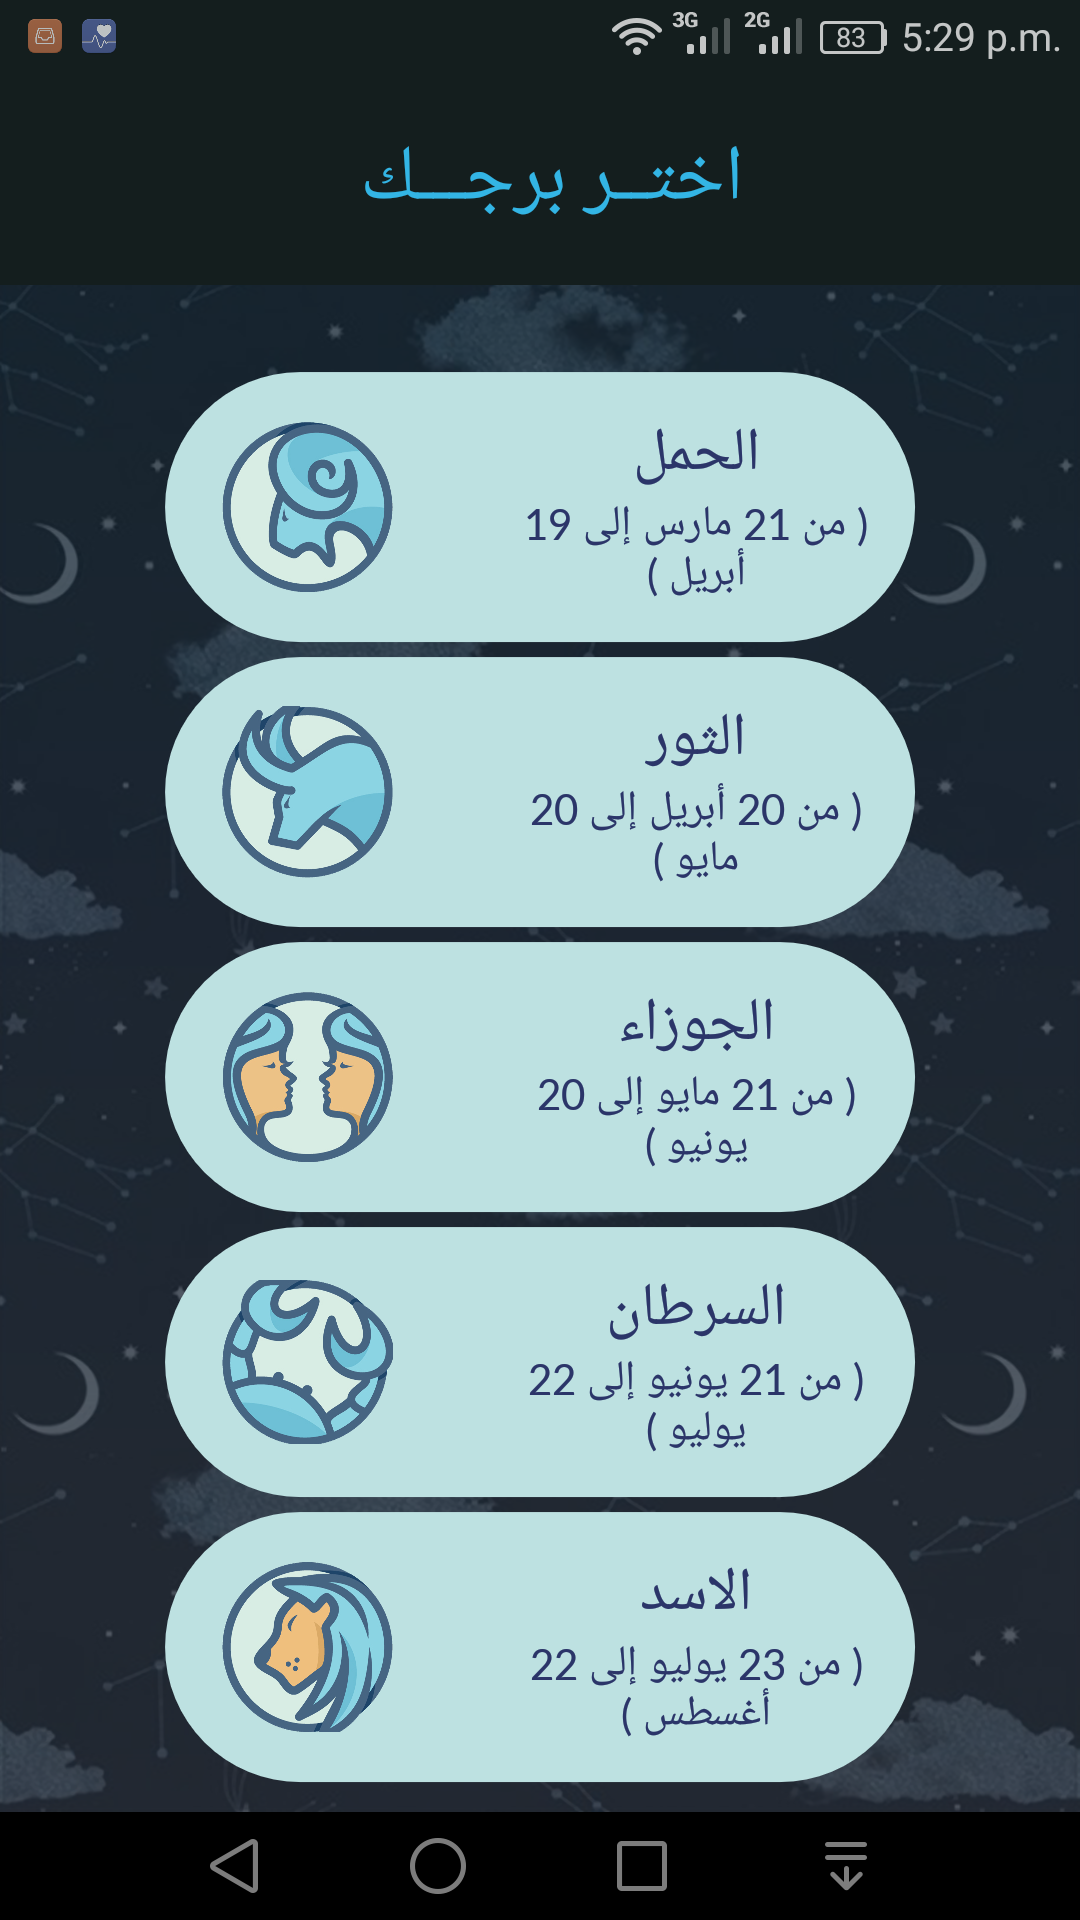 3G 2G 83 5:29 p.m.
اختــر برجــــك
الحمل
( من 21 مارس إلى 19
أبريل )
الثور
( من 20 أبريل إلى 20
مايو )
الجوزاء
( من 21 مايو إلى 20
يونيو )
السرطان
( من 21 يونيو إلى 22
يوليو )
الاسد
( من 23 يوليو إلى 22
أغسطس )